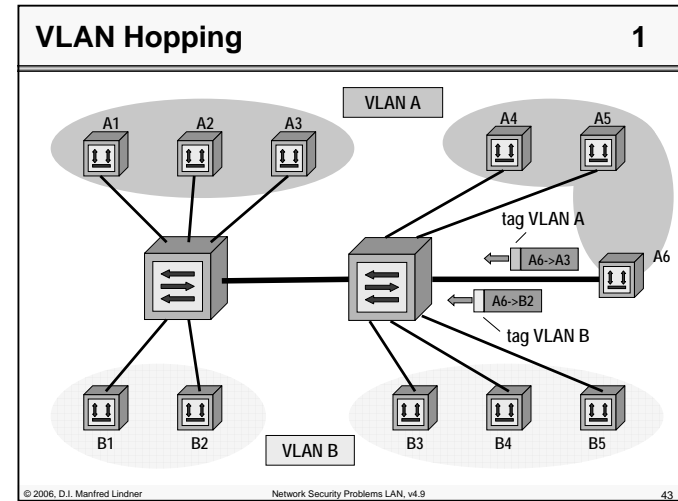 VLAN Hopping 1
VLAN A
A1 A2 A3 A4 A5
tag VLAN A
A6->A3
A6
A6->B2
tag VLAN B
B1 B2 B3 B4 B5
VLAN B
© 2006, D.I. Manfred Lindner Network Security Problems LAN, v4.9 43